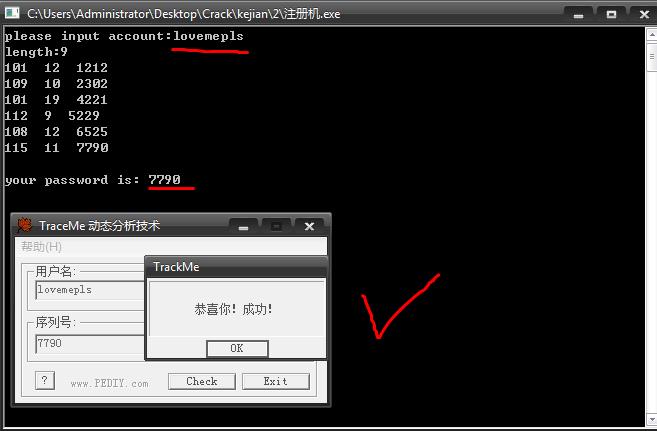 C:\Users\Administrator\Desktop\Crack\kejian\2\注册机.exe
please input account:lovemepls
length:9
101  12  1212
109  10  2302
101  19  4221
112  9  5229
108  12  6525
115  11  7790
your password is: 7790
TraceMe 动态分析技术
帮助(H)
用户名:
lovemepls
序列号:
7790
TrackMe
恭喜你！成功！
OK
?
www.PEDIY.com
Check
Exit